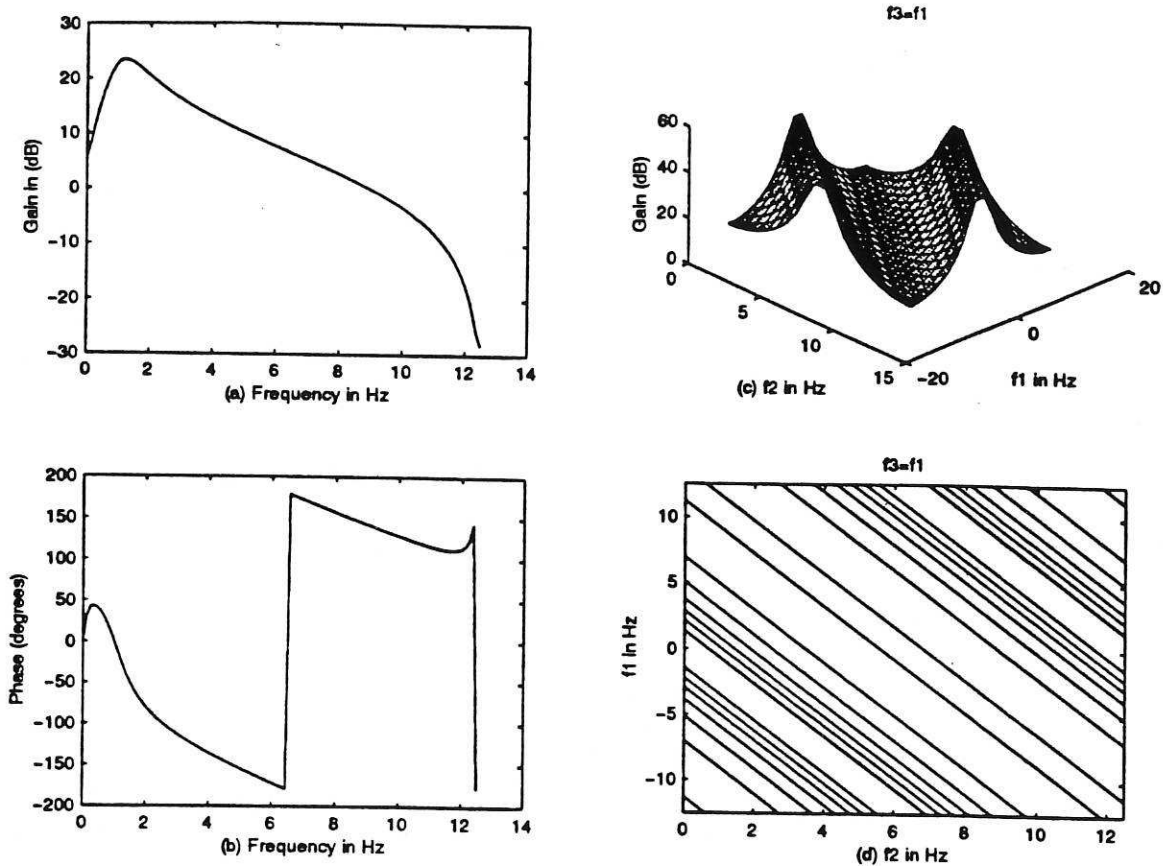 30
20
10
0
-10
-20
-30
Gain in (dB)
0 2 4 6 8 10 12 14
(a) Frequency in Hz
f3=f1
60
40
20
0
Gain (dB)
0
5
10
15
(c) f2 in Hz
-20
0
20
f1 in Hz
200
150
100
50
0
-50
-100
-150
-200
Phase (degrees)
0 2 4 6 8 10 12 14
(b) Frequency in Hz
f3=f1
10
5
0
-5
-10
f1 in Hz
0 2 4 6 8 10 12
(d) f2 in Hz